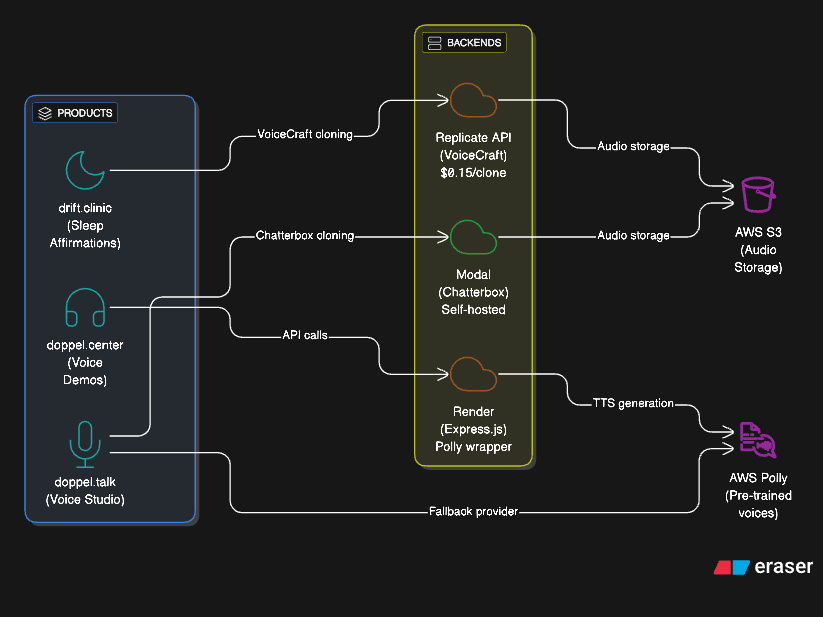 BACKENDS
PRODUCTS
VoiceCraft cloning
Replicate API
(VoiceCraft)
$0.15/clone
Audio storage
drift.clinic
(Sleep
Affirmations)
Chatterbox cloning
Audio storage
AWS S3
(Audio
Storage)
Modal
(Chatterbox)
Self-hosted
API calls
doppel.center
(Voice
Demos)
TTS generation
Render
(Express.js)
Polly wrapper
doppel.talk
(Voice Studio)
AWS Polly
(Pre-trained
voices)
Fallback provider
eraser